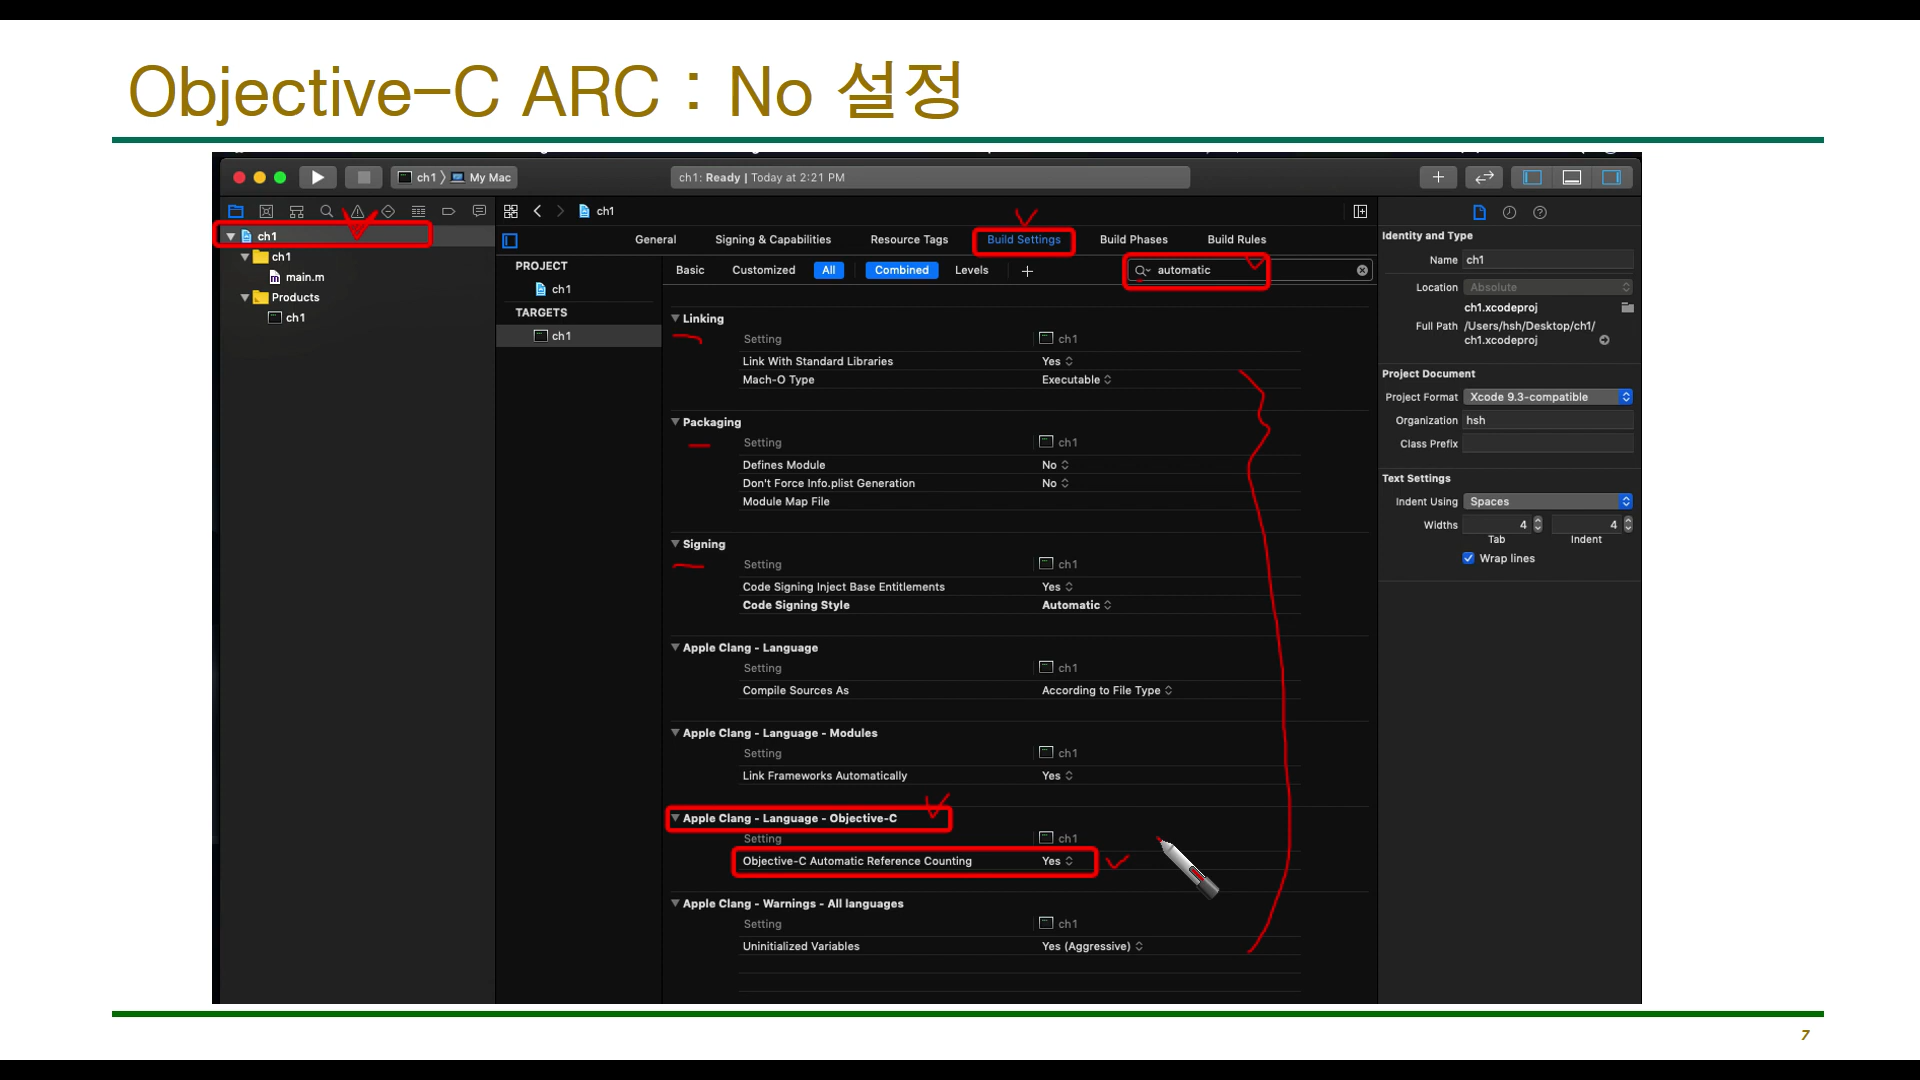 Objective-C ARC : No 설정
ch1 〉 My Mac
ch1: Ready | Today at 2:21 PM
ch1
ch1
main.m
Products
ch1
ch1
General Signing & Capabilities Resource Tags Build Settings Build Phases Build Rules
PROJECT
ch1
TARGETS
ch1
Basic Customized All Combined Levels + automatic
Linking
Setting ch1
Link With Standard Libraries Yes
Mach-O Type Executable
Packaging
Setting ch1
Defines Module No
Don't Force Info.plist Generation No
Module Map File
Signing
Setting ch1
Code Signing Inject Base Entitlements Yes
Code Signing Style Automatic
Apple Clang - Language
Setting ch1
Compile Sources As According to File Type
Apple Clang - Language - Modules
Setting ch1
Link Frameworks Automatically Yes
Apple Clang - Language - Objective-C
Setting ch1
Objective-C Automatic Reference Counting Yes
Apple Clang - Warnings - All languages
Setting ch1
Uninitialized Variables Yes (Aggressive)
Identity and Type
Name ch1
Location Absolute
ch1.xcodeproj
Full Path /Users/hsh/Desktop/ch1/
ch1.xcodeproj
Project Document
Project Format Xcode 9.3-compatible
Organization hsh
Class Prefix
Text Settings
Indent Using Spaces
Widths 4 4
Tab Indent
Wrap lines
7